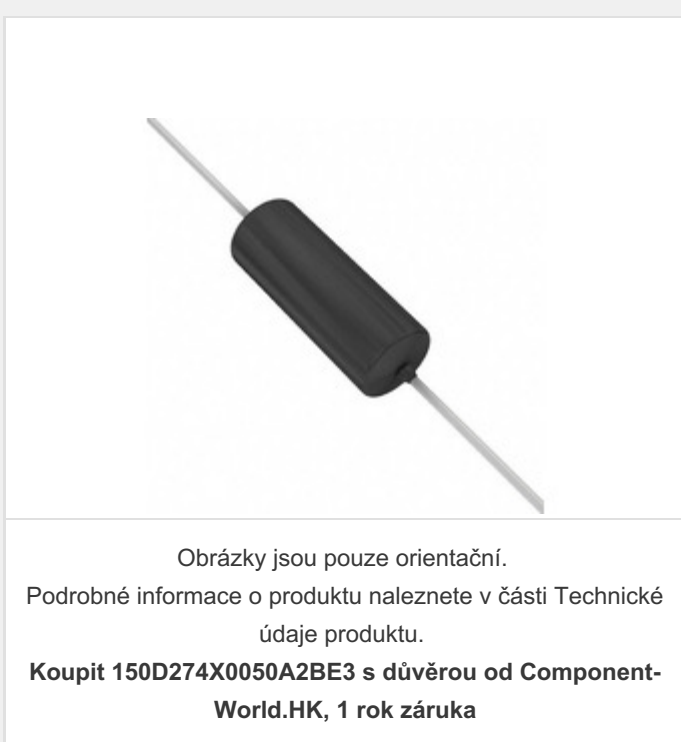 Obrázky jsou pouze orientační.
Podrobné informace o produktu naleznete v části Technické
údaje produktu.
Koupit 150D274X0050A2BE3 s důvěrou od Component-
World.HK, 1 rok záruka